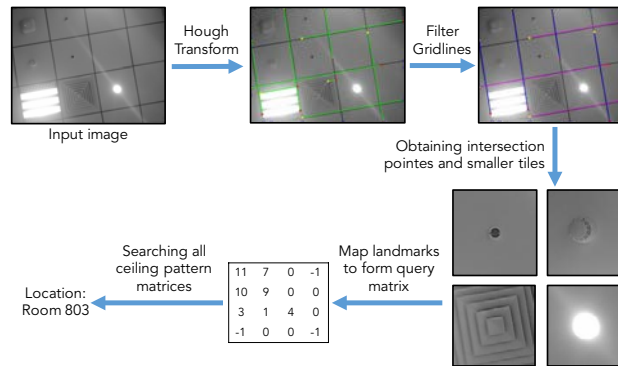 Hough
Transform
Filter
Gridlines
Input image
Obtaining intersection
pointes and smaller tiles
Map landmarks
to form query
matrix
11 7 0 -1
10 9 0 0
3 1 4 0
-1 0 0 -1
Searching all
ceiling pattern
matrices
Location:
Room 803